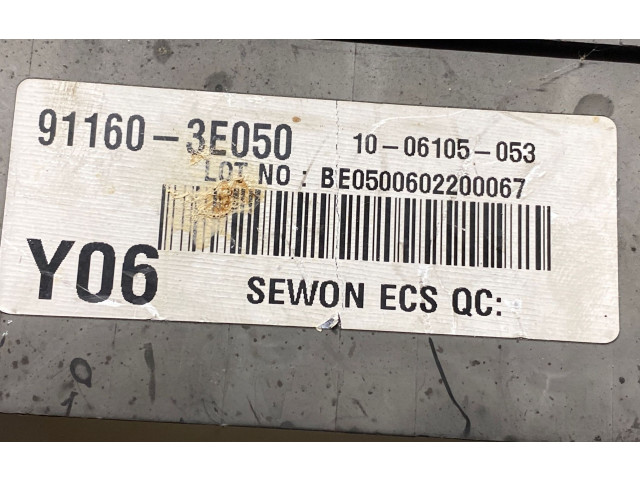 91160-3E050 10-06105-053
LOT NO : BE0500602200067
Y06 SEWON ECS QC: